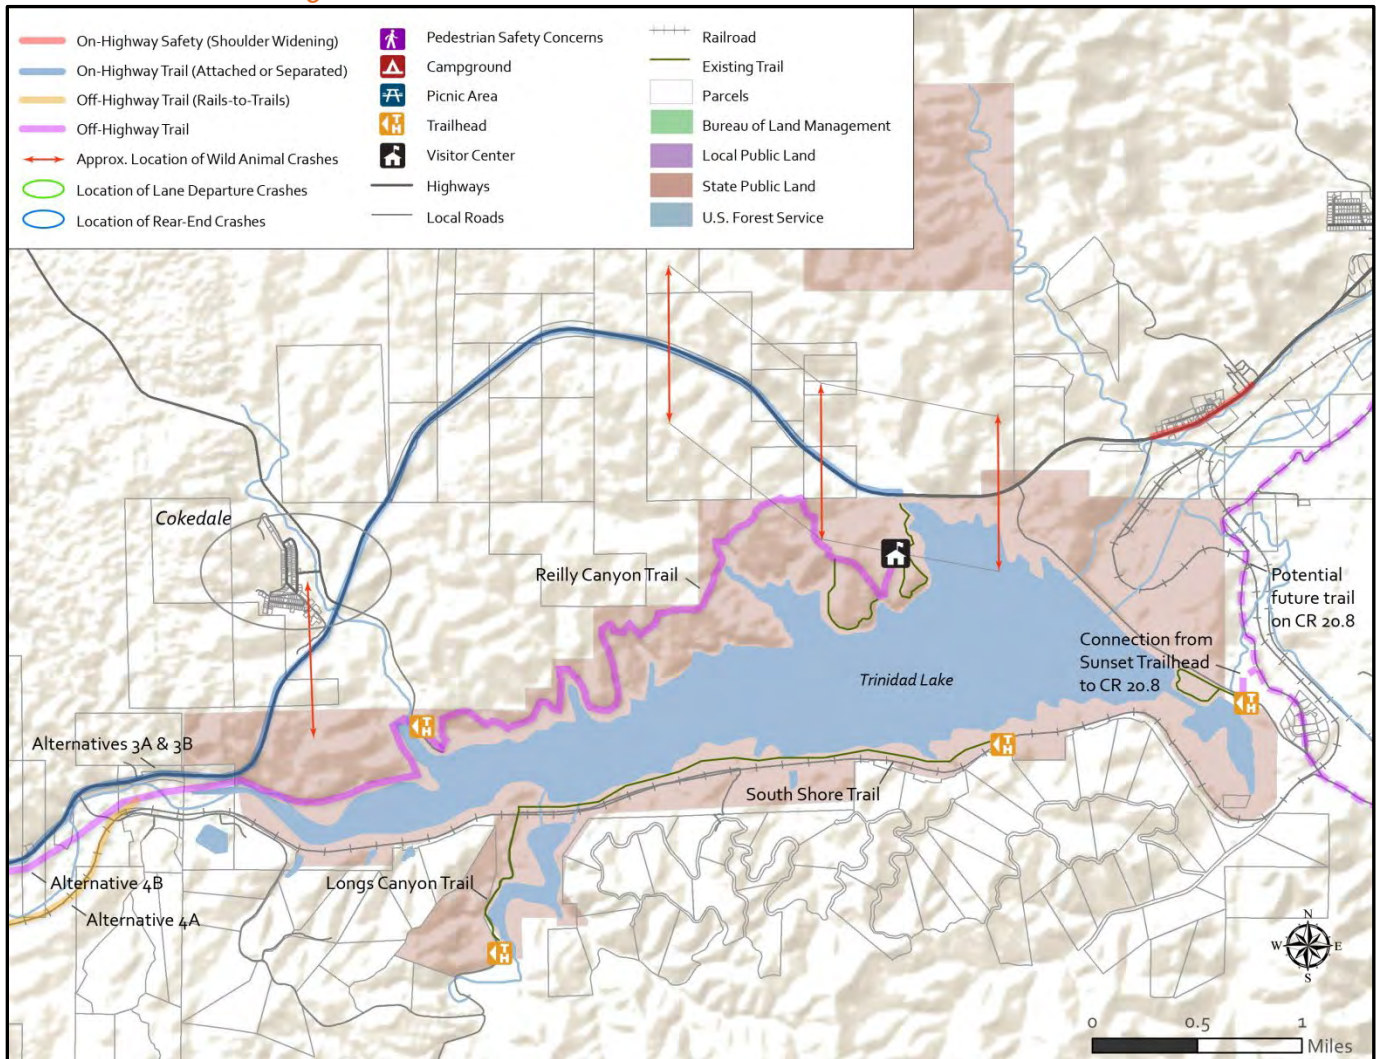 On-Highway Safety (Shoulder Widening)
On-Highway Trail (Attached or Separated)
Off-Highway Trail (Rails-to-Trails)
Off-Highway Trail
Approx. Location of Wild Animal Crashes
Location of Lane Departure Crashes
Location of Rear-End Crashes
Pedestrian Safety Concerns
Campground
Picnic Area
TH
Trailhead
Visitor Center
Highways
Local Roads
Railroad
Existing Trail
Parcels
Bureau of Land Management
Local Public Land
State Public Land
U.S. Forest Service
Cokedale
Reilly Canyon Trail
Potential
future trail
on CR 20.8
Connection from
Sunset Trailhead
to CR 20.8
Trinidad Lake
TH
TH
TH
Alternatives 3A & 3B
South Shore Trail
Alternative 4B
Longs Canyon Trail
Alternative 4A
TH
N
W E
S
0 0.5 1
Miles